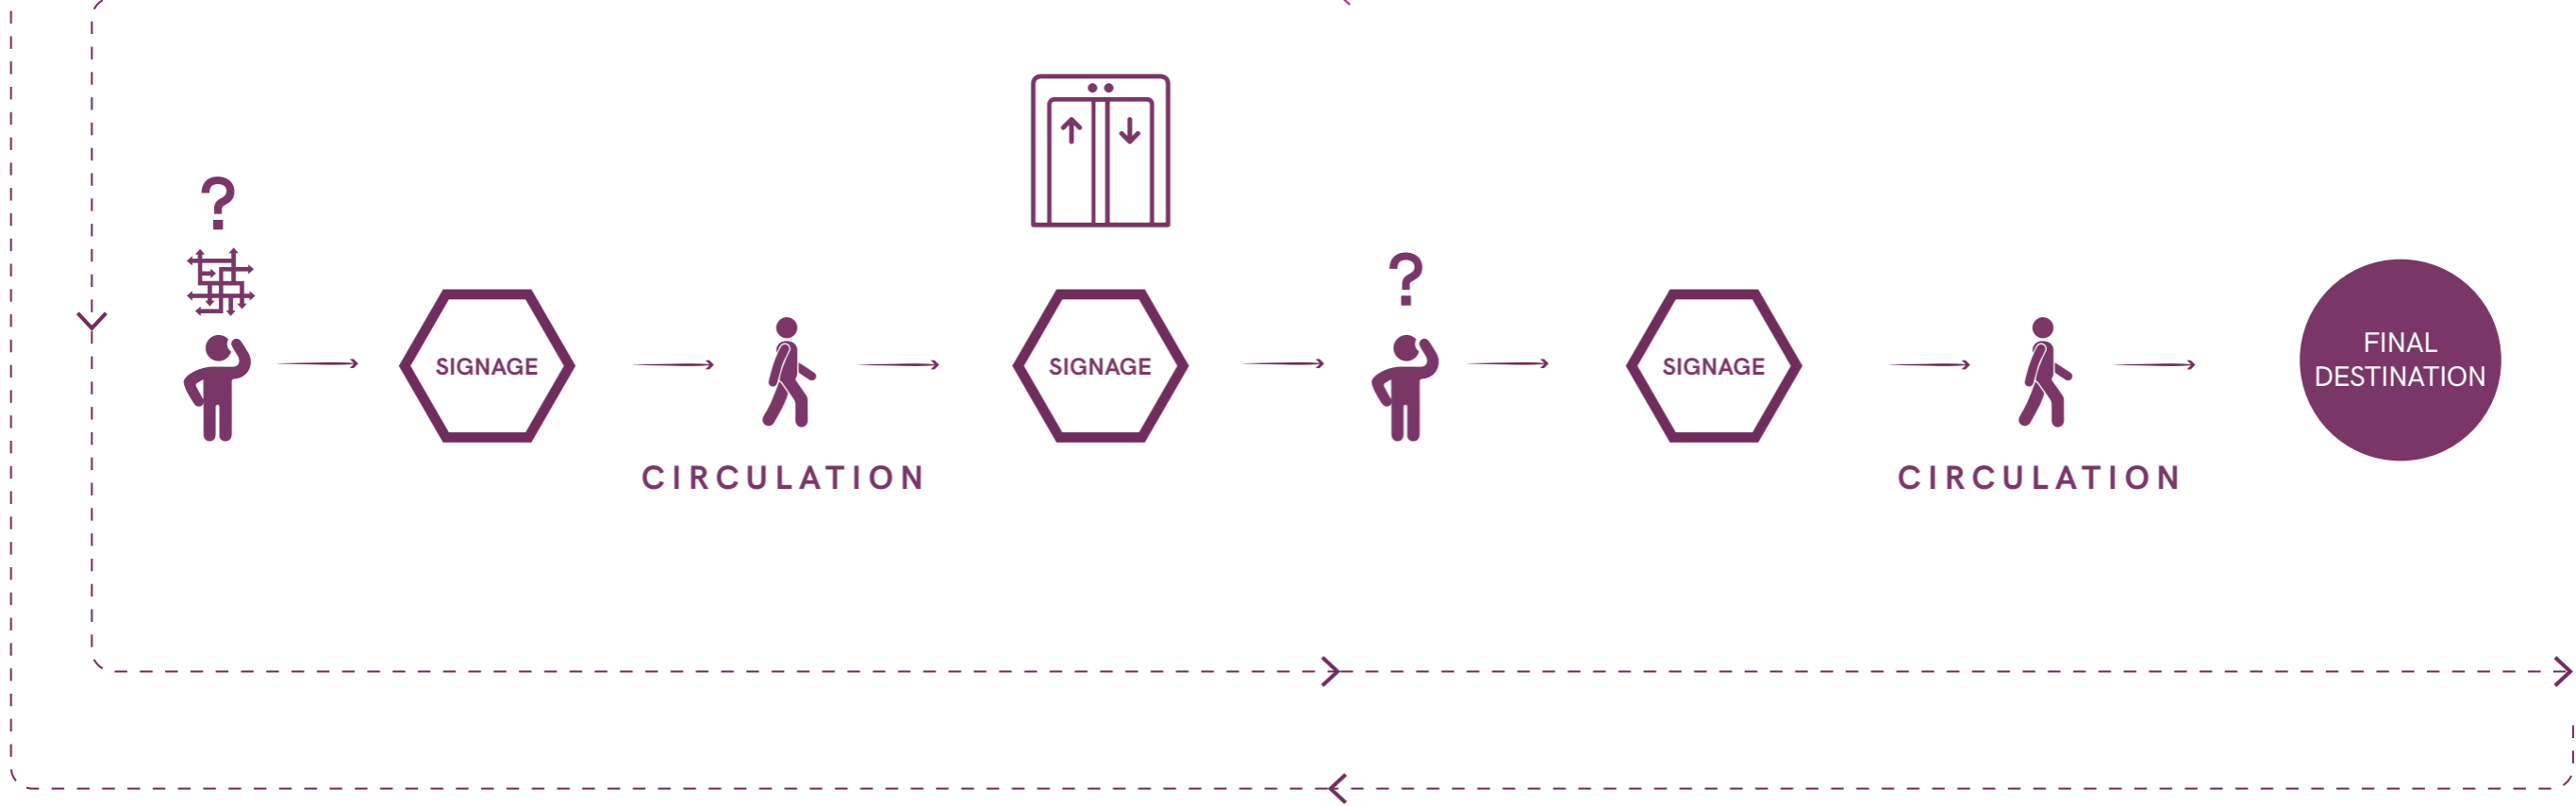 ?
?
SIGNAGE
SIGNAGE
SIGNAGE
FINAL
DESTINATION
CIRCULATION
CIRCULATION